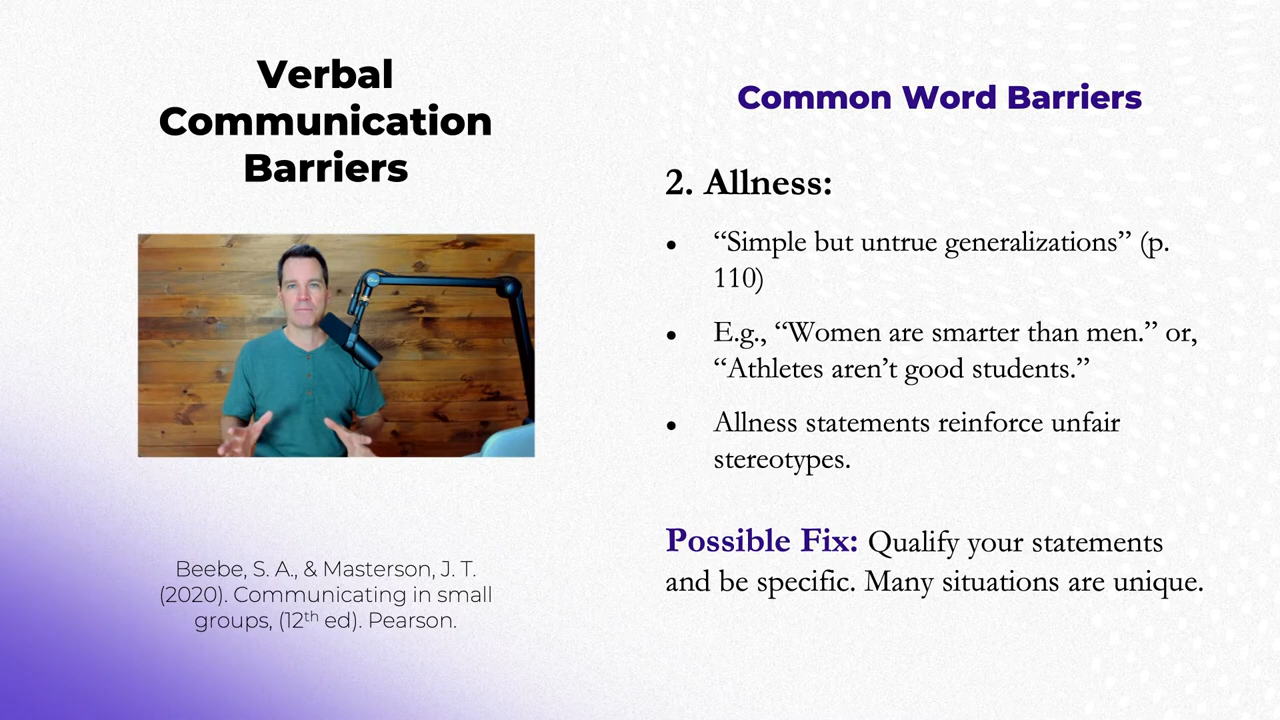 Verbal
Communication
Barriers
Beebe, S. A., & Masterson, J. T.
(2020). Communicating in small
groups, (12th ed). Pearson.
Common Word Barriers
2. Allness:
• “Simple but untrue generalizations” (p.
110)
• E.g., “Women are smarter than men.” or,
“Athletes aren’t good students.”
• Allness statements reinforce unfair
stereotypes.
Possible Fix: Qualify your statements
and be specific. Many situations are unique.